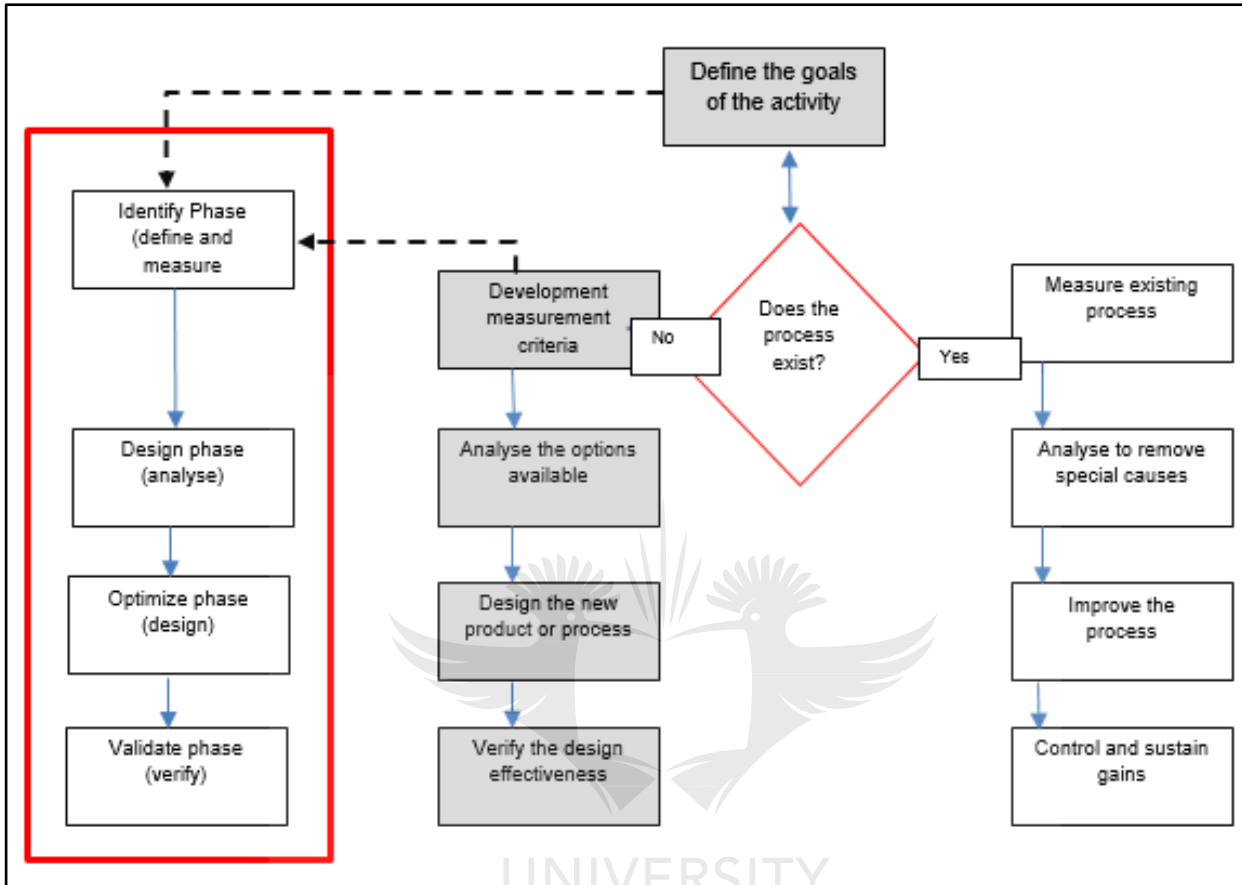 Define the goals
of the activity
Identify Phase
(define and
measure
Development
measurement
criteria
No
Does the
process
exist?
Yes
Measure existing
process
Design phase
(analyse)
Analyse the options
available
Analyse to remove
special causes
Optimize phase
(design)
Design the new
product or process
Improve the
process
Validate phase
(verify)
Verify the design
effectiveness
Control and sustain
gains
UNIVERSITY